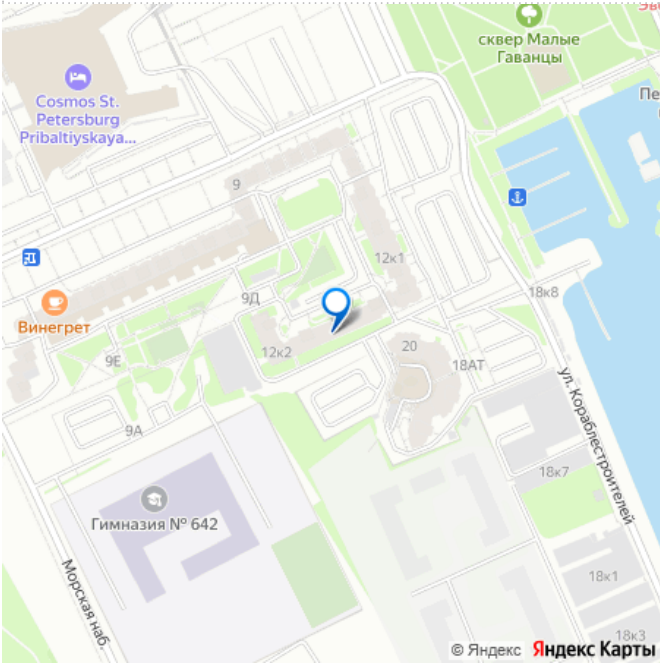 сквер Малые
Гаванцы
Cosmos St.
Petersburg
Pribaltiyskaya...
9
12к1
18к8
9Д
Винегрет
12к2
20
9Е
18АТ
9А
ул. Кораблестроителей
18к7
Гимназия № 642
Морская наб.
18к1
18к3
© Яндекс Яндекс Карты